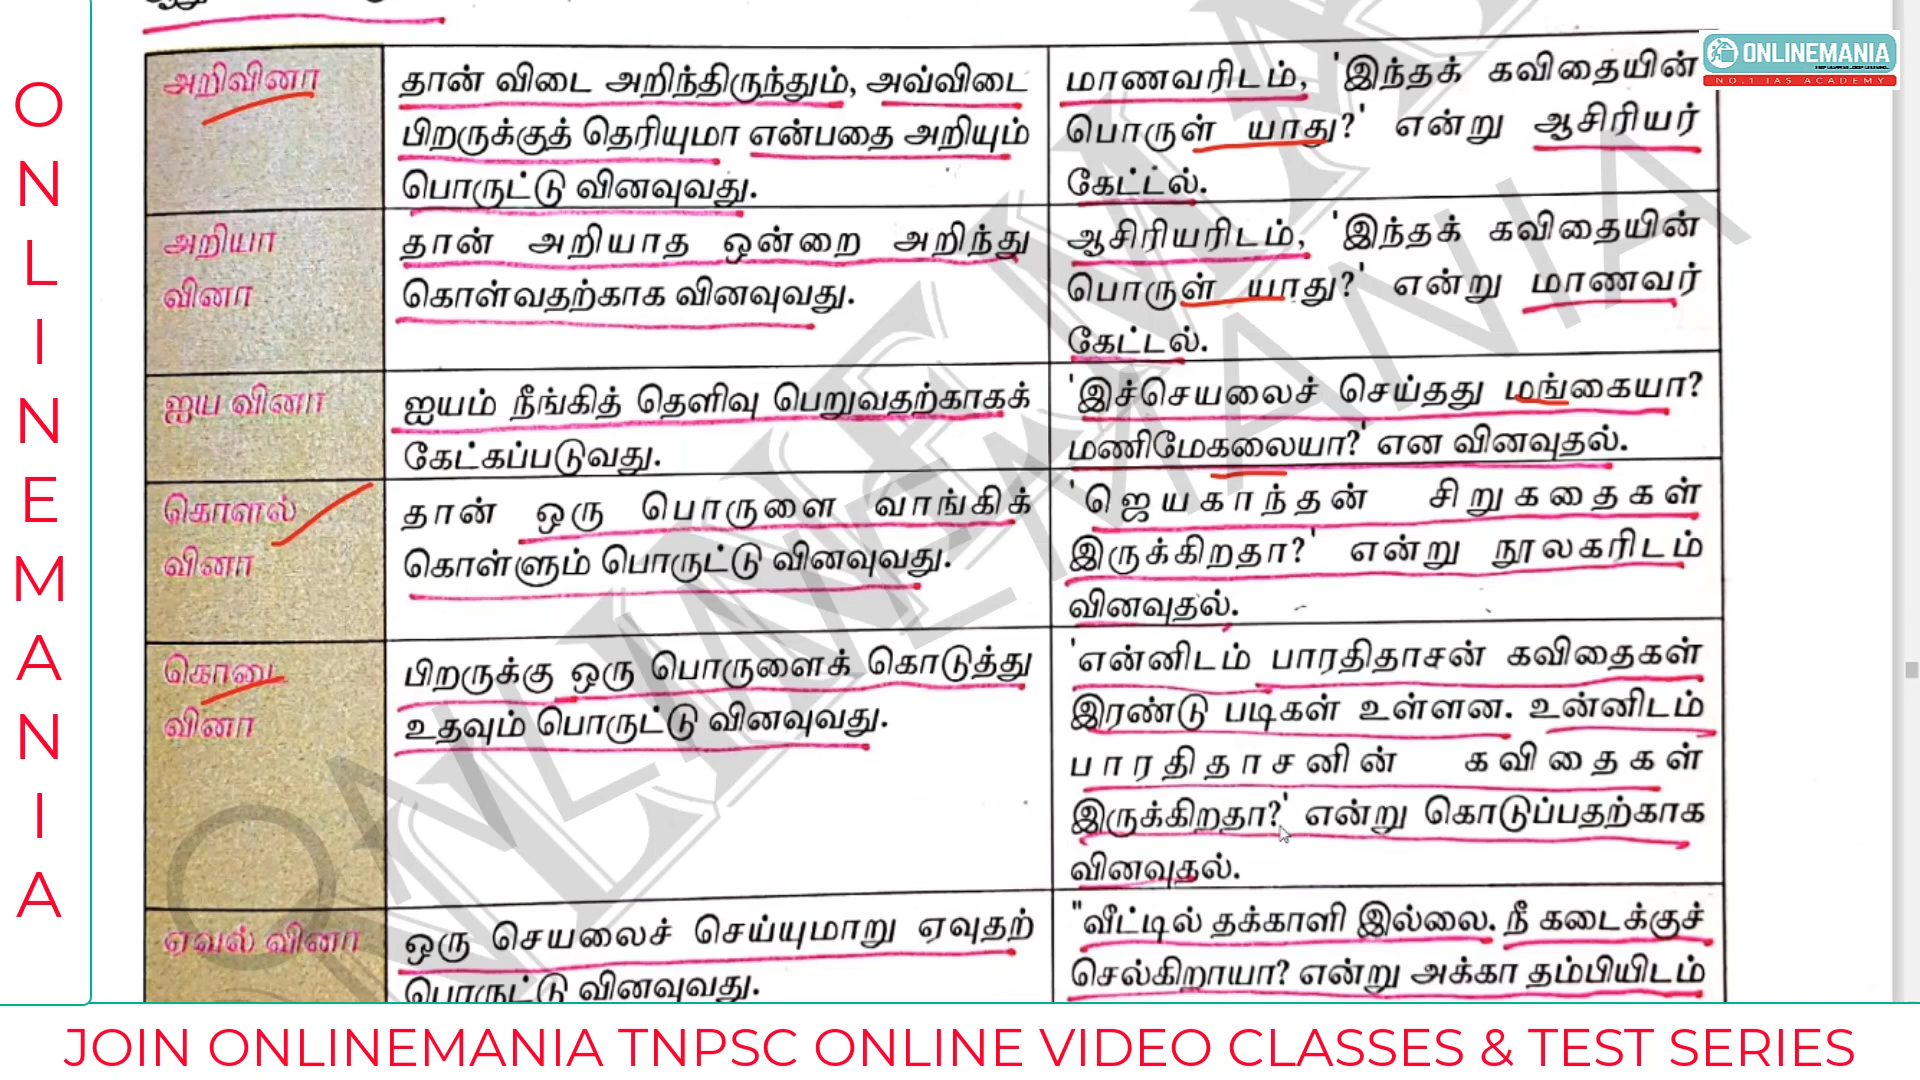 ONLINEMANIA
ONLINEMANIA
NO.1 IAS ACADEMY
அறிவினா
தான் விடை அறிந்திருந்தும், அவ்விடை
பிறருக்குத் தெரியுமா என்பதை அறியும்
பொருட்டு வினவுவது.
மாணவரிடம், 'இந்தக் கவிதையின்
பொருள் யாது?' என்று ஆசிரியர்
கேட்டல்.
அறியா
வினா
தான் அறியாத ஒன்றை அறிந்து
கொள்வதற்காக வினவுவது.
ஆசிரியரிடம், 'இந்தக் கவிதையின்
பொருள் யாது?' என்று மாணவர்
கேட்டல்.
ஐய வினா
ஐயம் நீங்கித் தெளிவு பெறுவதற்காகக்
கேட்கப்படுவது.
'இச்செயலைச் செய்தது மங்கையா?
மணிமேகலையா?' என வினவுதல்.
கொளல்
வினா
தான் ஒரு பொருளை வாங்கிக்
கொள்ளும் பொருட்டு வினவுவது.
'ஜெயகாந்தன் சிறுகதைகள்
இருக்கிறதா?' என்று நூலகரிடம்
வினவுதல்.
கொடை
வினா
பிறருக்கு ஒரு பொருளைக் கொடுத்து
உதவும் பொருட்டு வினவுவது.
'என்னிடம் பாரதிதாசன் கவிதைகள்
இரண்டு படிகள் உள்ளன. உன்னிடம்
பாரதிதாசனின் கவிதைகள்
இருக்கிறதா?' என்று கொடுப்பதற்காக
வினவுதல்.
ஏவல் வினா
ஒரு செயலைச் செய்யுமாறு ஏவுதற்
பொருட்டு வினவுவது.
"வீட்டில் தக்காளி இல்லை. நீ கடைக்குச்
செல்கிறாயா? என்று அக்கா தம்பியிடம்
ONLINEMANIA
JOIN ONLINEMANIA TNPSC ONLINE VIDEO CLASSES & TEST SERIES